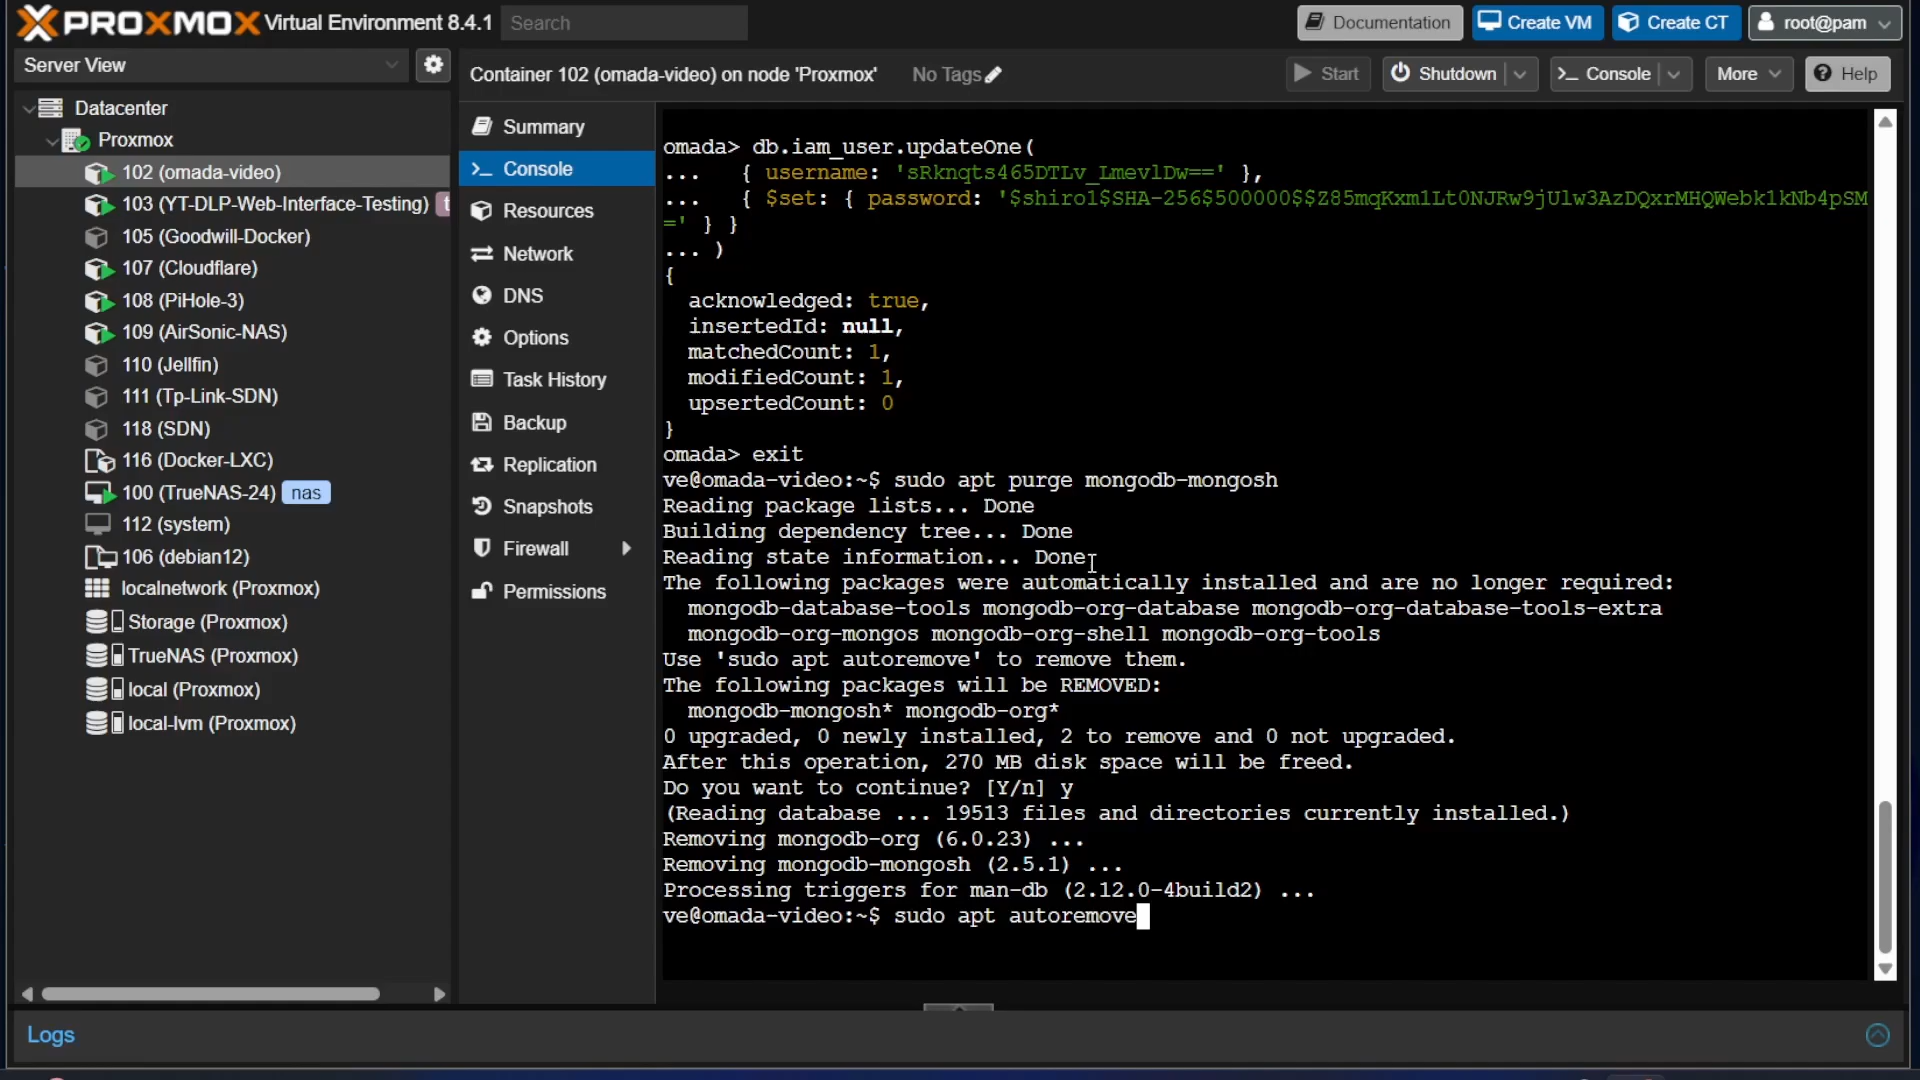 PROXMOX Virtual Environment 8.4.1 Search Documentation Create VM Create CT root@pam
Server View
Container 102 (omada-video) on node 'Proxmox' No Tags Start Shutdown Console More Help
Datacenter
Proxmox
102 (omada-video)
103 (YT-DLP-Web-Interface-Testing) t
105 (Goodwill-Docker)
107 (Cloudflare)
108 (PiHole-3)
109 (AirSonic-NAS)
110 (Jellfin)
111 (Tp-Link-SDN)
118 (SDN)
116 (Docker-LXC)
100 (TrueNAS-24) nas
112 (system)
106 (debian12)
localnetwork (Proxmox)
Storage (Proxmox)
TrueNAS (Proxmox)
local (Proxmox)
local-lvm (Proxmox)
Summary
Console
Resources
Network
DNS
Options
Task History
Backup
Replication
Snapshots
Firewall
Permissions
omada> db.iam_user.updateOne(
... { username: 'sRknqts465DTLv_LmevlDw==' },
... { $set: { password: '$shiro1$SHA-256$500000$$Z85mqKxm1Lt0NJRw9jUlw3AzDQxrMHQWebk1kNb4pSM
=' } }
... )
{
acknowledged: true,
insertedId: null,
matchedCount: 1,
modifiedCount: 1,
upsertedCount: 0
}
omada> exit
ve@omada-video:~$ sudo apt purge mongodb-mongosh
Reading package lists... Done
Building dependency tree... Done
Reading state information... Done
The following packages were automatically installed and are no longer required:
mongodb-database-tools mongodb-org-database mongodb-org-database-tools-extra
mongodb-org-mongos mongodb-org-shell mongodb-org-tools
Use 'sudo apt autoremove' to remove them.
The following packages will be REMOVED:
mongodb-mongosh* mongodb-org*
0 upgraded, 0 newly installed, 2 to remove and 0 not upgraded.
After this operation, 270 MB disk space will be freed.
Do you want to continue? [Y/n] y
(Reading database ... 19513 files and directories currently installed.)
Removing mongodb-org (6.0.23) ...
Removing mongodb-mongosh (2.5.1) ...
Processing triggers for man-db (2.12.0-4build2) ...
ve@omada-video:~$ sudo apt autoremove
Logs